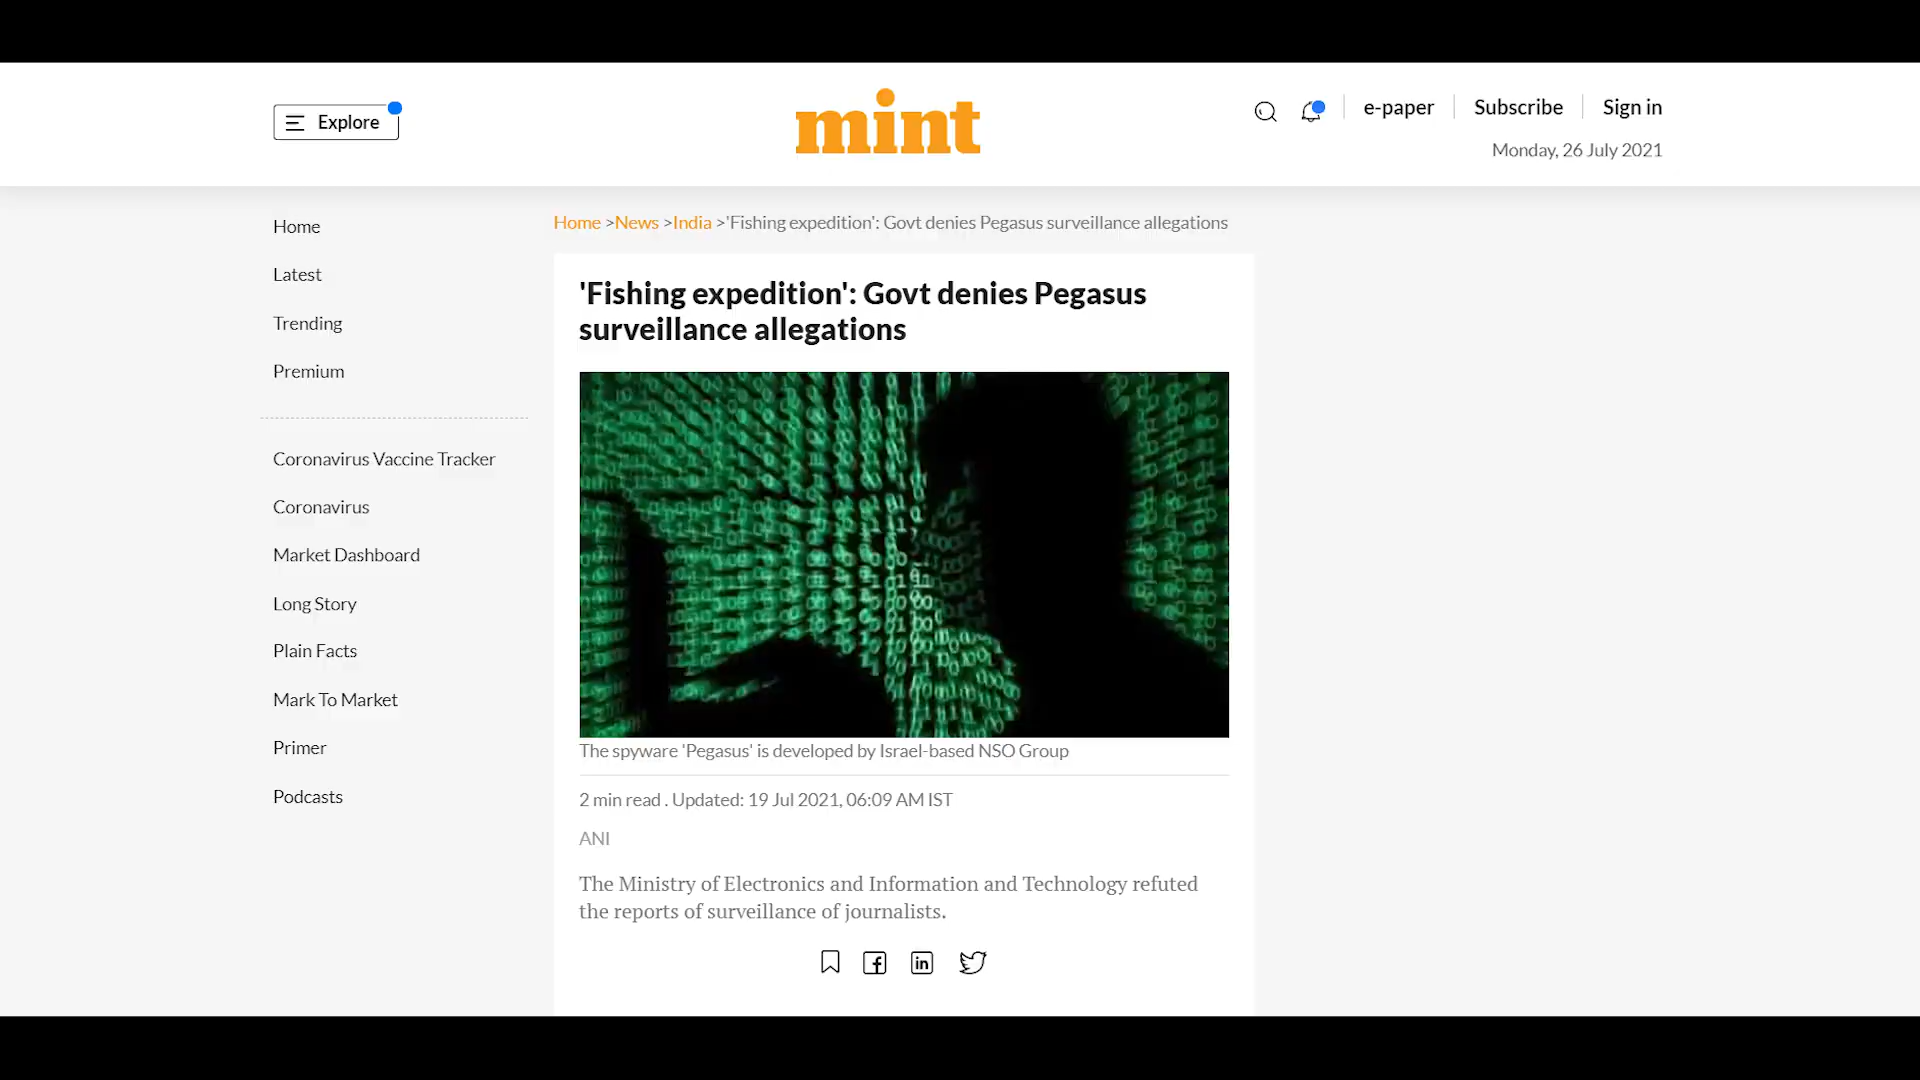 Explore
mint
e-paper
Subscribe
Sign in
Monday, 26 July 2021
Home
Latest
Trending
Premium
Coronavirus Vaccine Tracker
Coronavirus
Market Dashboard
Long Story
Plain Facts
Mark To Market
Primer
Podcasts
Home >News >India >'Fishing expedition': Govt denies Pegasus surveillance allegations
'Fishing expedition': Govt denies Pegasus
surveillance allegations
The spyware 'Pegasus' is developed by Israel-based NSO Group
2 min read . Updated: 19 Jul 2021, 06:09 AM IST
ANI
The Ministry of Electronics and Information and Technology refuted
the reports of surveillance of journalists.